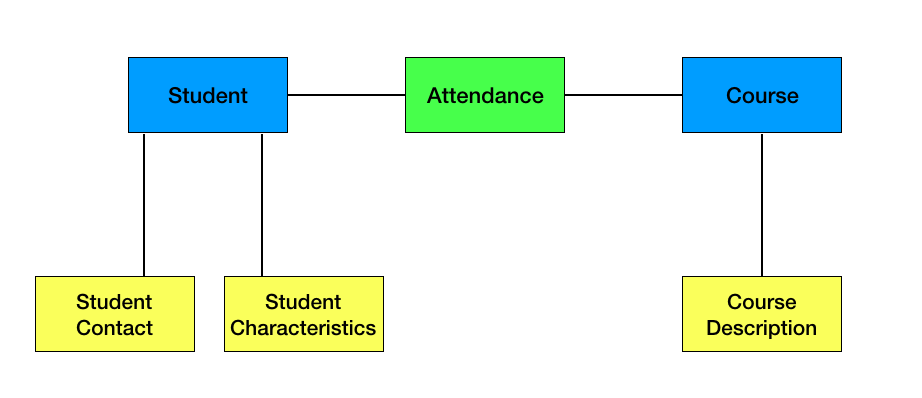 Student
Attendance
Course
Student
Contact
Student
Characteristics
Course
Description